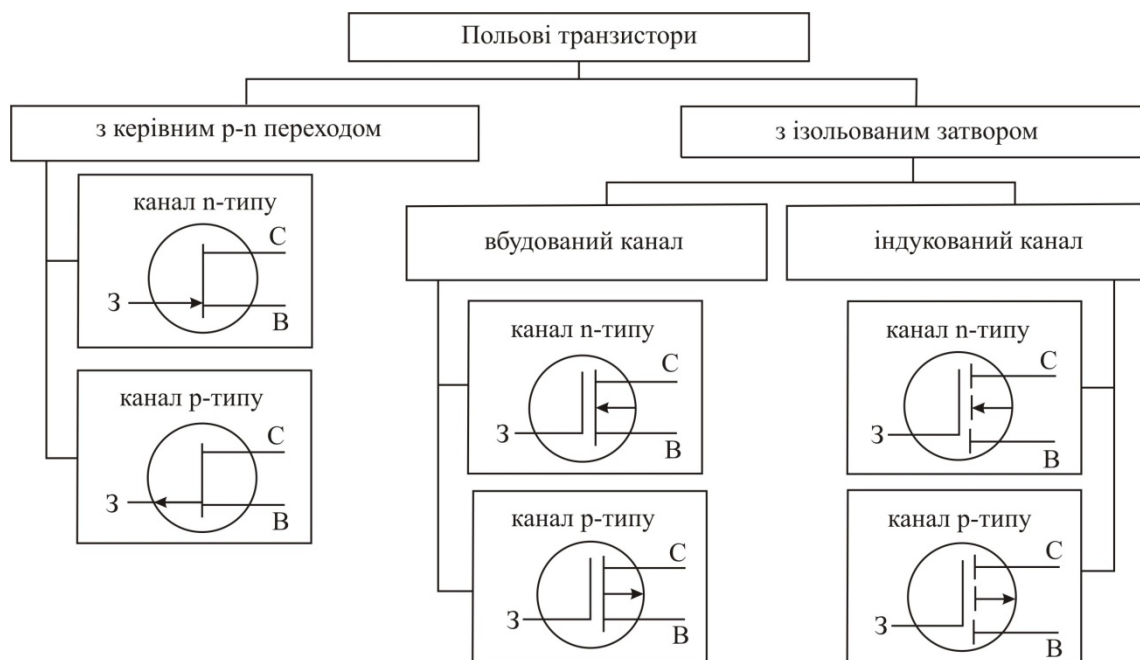 Польові транзистори
з керівним p-n переходом
з ізольованим затвором
канал n-типу
С
З
В
канал p-типу
С
З
В
вбудований канал
канал n-типу
С
З
В
канал p-типу
С
З
В
індукований канал
канал n-типу
С
З
В
канал p-типу
С
З
В